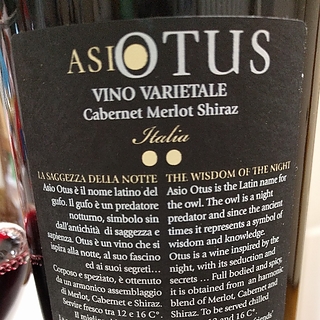 ASIOTUS
VINO VARIETALE
Cabernet Merlot Shiraz
Italia
LA SAGGEZZA DELLA NOTTE
Asio Otus è il nome latino del
gufo. Il gufo è un predatore
notturno, simbolo sin
dall'antichità di saggezza e
sapienza. Otus è un vino che si
ispira alla notte, al suo fascino
ed ai suoi segreti...
Corposo e speziato, è ottenuto
da un armonico assemblaggio
di Merlot, Cabernet e Shiraz.
Servire fresco tra 12 e 16 C°.
THE WISDOM OF THE NIGHT
Asio Otus is the Latin name for
the owl. The owl is a night
predator and since the ancient
times it represents a symbol of
wisdom and knowledge.
Otus is a wine inspired by the
night, with its seduction and
secrets ... Full bodied and spicy,
it is obtained from an harmonic
blend of Merlot, Cabernet and
Shiraz. To be served chilled
12 and 16 C°.